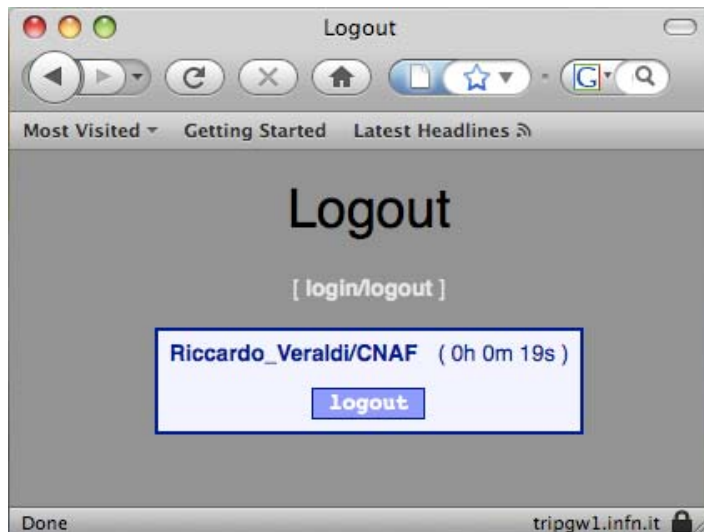 Logout
G
Most Visited Getting Started Latest Headlines
Logout
[ login/logout ]
Riccardo_Veraldi/CNAF ( 0h 0m 19s )
logout
Done tripgw1.infn.it